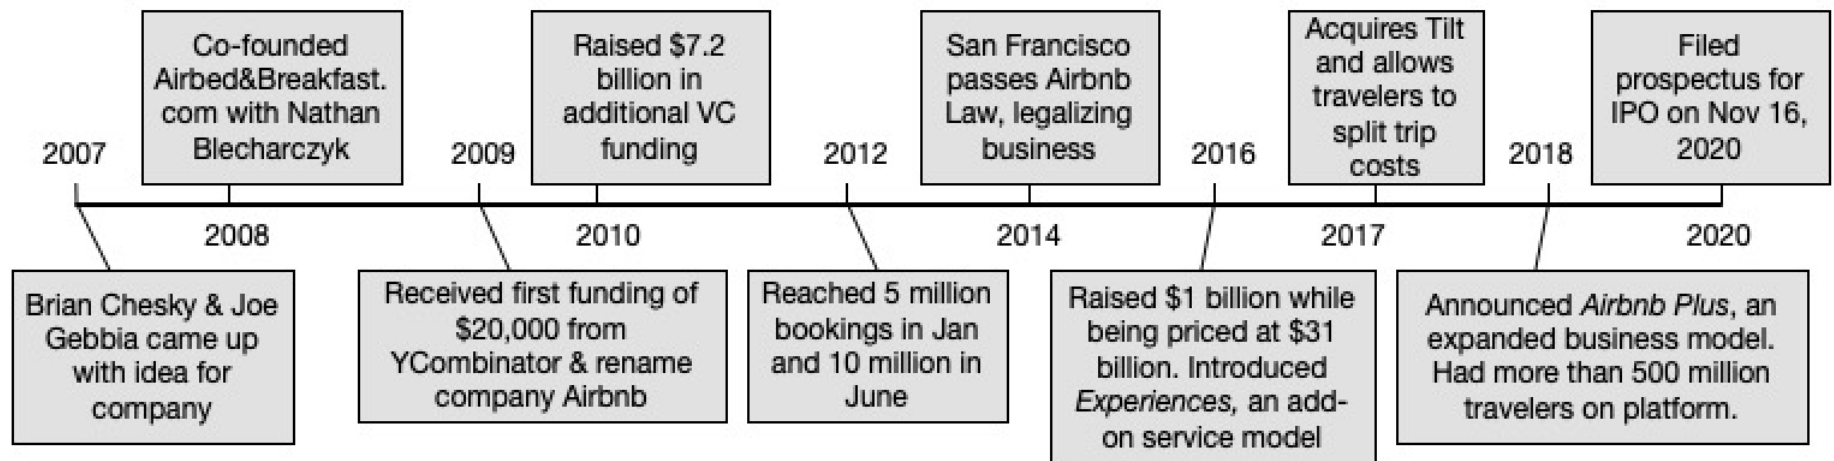 2007
Brian Chesky & Joe
Gebbia came up
with idea for
company
Co-founded
Airbed&Breakfast.
com with Nathan
Blecharczyk
2008
2009
Received first funding of
$20,000 from
YCombinator & rename
company Airbnb
Raised $7.2
billion in
additional VC
funding
2010
2012
Reached 5 million
bookings in Jan
and 10 million in
June
San Francisco
passes Airbnb
Law, legalizing
business
2014
2016
Raised $1 billion while
being priced at $31
billion. Introduced
Experiences, an add-
on service model
Acquires Tilt
and allows
travelers to
split trip
costs
2017
2018
Announced Airbnb Plus, an
expanded business model.
Had more than 500 million
travelers on platform.
Filed
prospectus for
IPO on Nov 16,
2020
2020